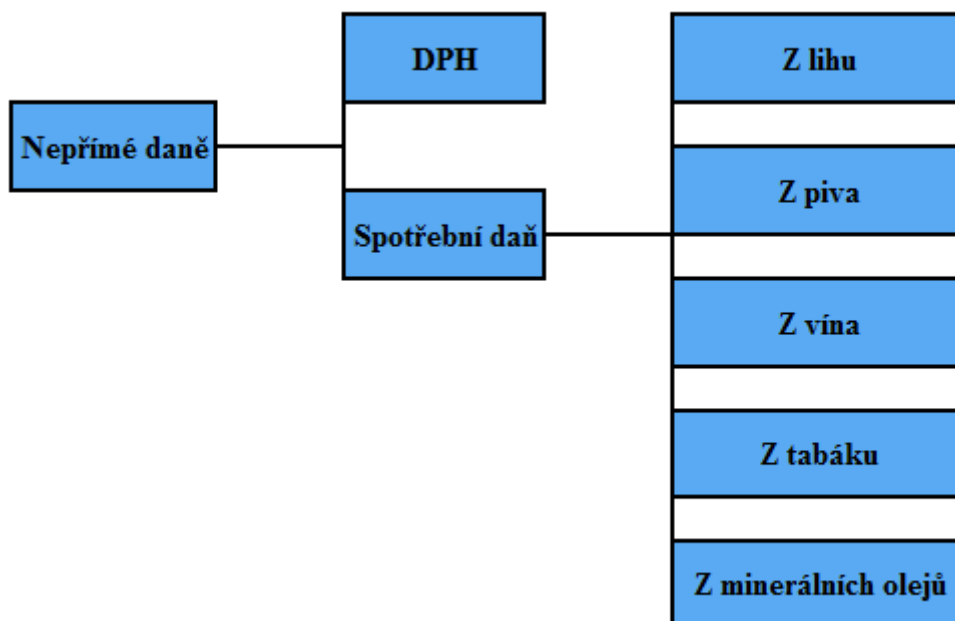 Nepřímé daně
DPH
Spotřební daň
Z lihu
Z piva
Z vína
Z tabáku
Z minerálních olejů